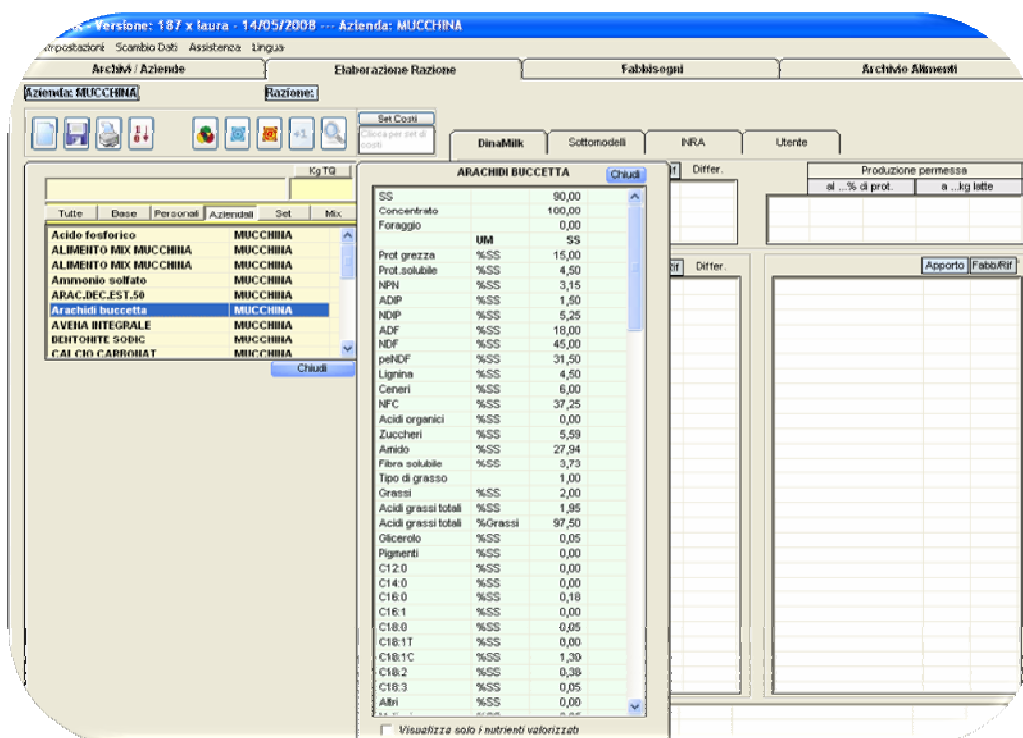 - Versione: 187 x laura - 14/05/2008 --- Azienda: MUCCHINA
Impostazioni Scambio Dati Assistenza Lingua
Archivi / Aziende Elaborazione Razione Fabbisogni Archivio Alimenti
Azienda: MUCCHINA Razione:
Set Costi
Clicca per set di costi
DinaMilk Sottomodelli INRA Utente
Kg TQ
Tutte Base Personali Aziendali Set Mix
Acido fosforico MUCCHINA
ALIMENTO MIX MUCCHINA MUCCHINA
ALIMENTO MIX MUCCHINA MUCCHINA
Ammonio solfato MUCCHINA
ARAC.DEC.EST.50 MUCCHINA
Arachidi buccetta MUCCHINA
AVENA INTEGRALE MUCCHINA
BENTONITE SODIC MUCCHINA
CALCIO CARBONAT MUCCHINA
Chiudi
ARACHIDI BUCCETTA Chiudi
SS 90,00
Concentrato 100,00
Foraggio 0,00
UM SS
Prot grezza %SS 15,00
Prot.solubile %SS 4,50
NPN %SS 3,15
ADIP %SS 1,50
NDIP %SS 5,25
ADF %SS 18,00
NDF %SS 45,00
peNDF %SS 31,50
Lignina %SS 4,50
Ceneri %SS 6,00
NFC %SS 37,25
Acidi organici %SS 0,00
Zuccheri %SS 5,59
Amido %SS 27,94
Fibra solubile %SS 3,73
Tipo di grasso 1,00
Grassi %SS 2,00
Acidi grassi totali %SS 1,95
Acidi grassi totali %Grassi 97,50
Glicerolo %SS 0,05
Pigmenti %SS 0,00
C12:0 %SS 0,00
C14:0 %SS 0,00
C16:0 %SS 0,18
C16:1 %SS 0,00
C18:0 %SS 0,05
C18:1T %SS 0,00
C18:1C %SS 1,30
C18:2 %SS 0,38
C18:3 %SS 0,05
Altri %SS 0,00
Visualizza solo i nutrienti valorizzati
Differ.
Produzione permessa
al ...% di prot. a ...kg latte
Differ.
Apporto Fabb/Rif